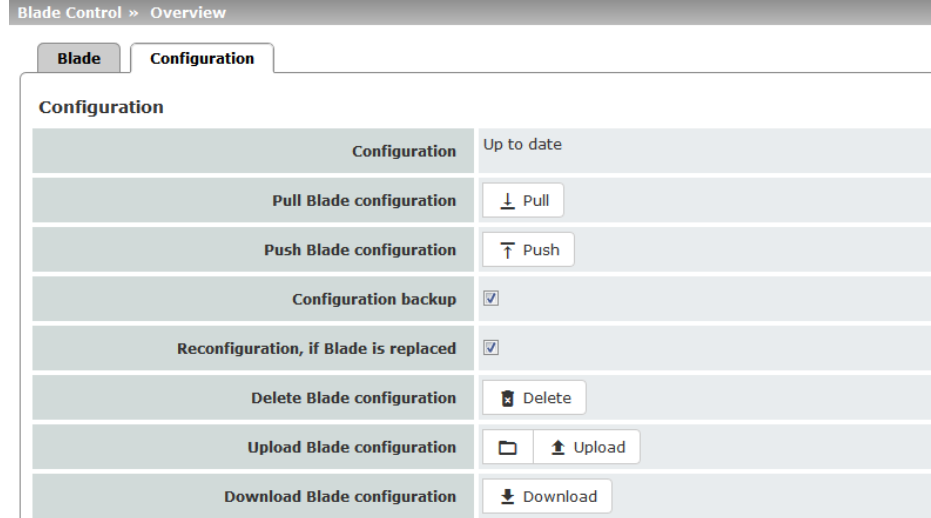 Blade Control » Overview
Blade Configuration
Configuration
Configuration Up to date
Pull Blade configuration Pull
Push Blade configuration Push
Configuration backup
Reconfiguration, if Blade is replaced
Delete Blade configuration Delete
Upload Blade configuration Upload
Download Blade configuration Download